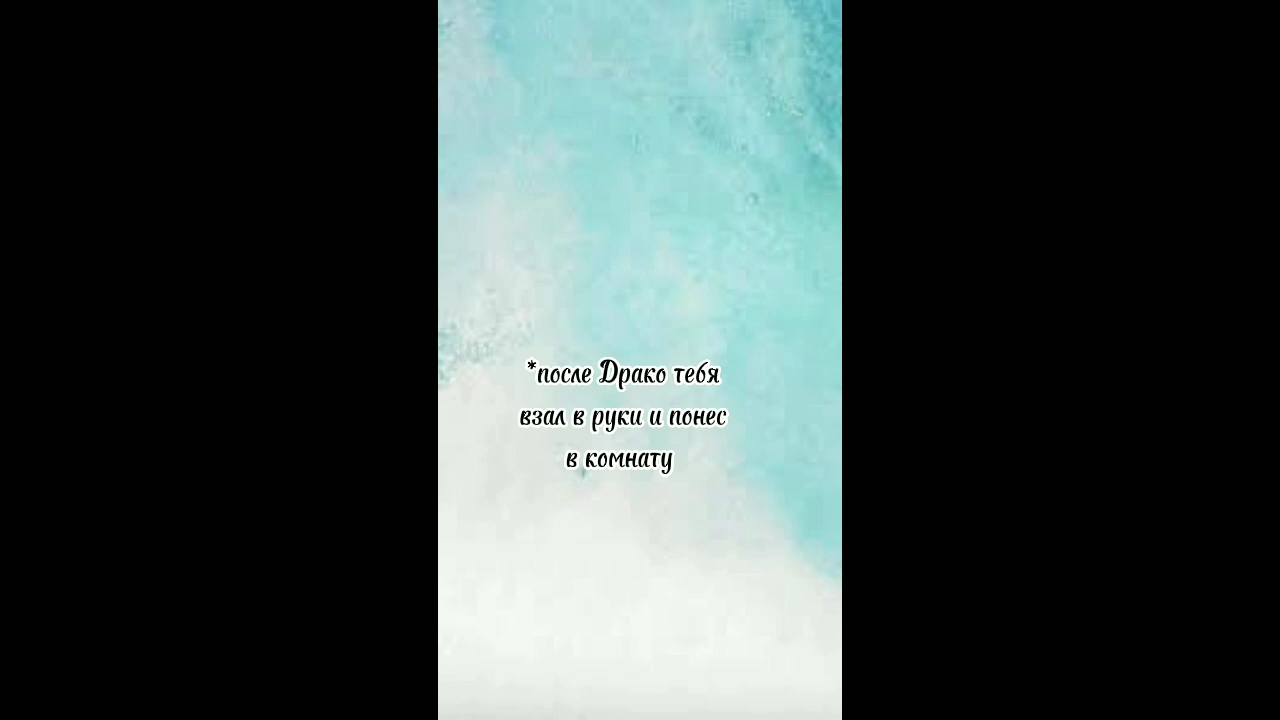 *после Драко тебя
взал в руки и понес
в комнату